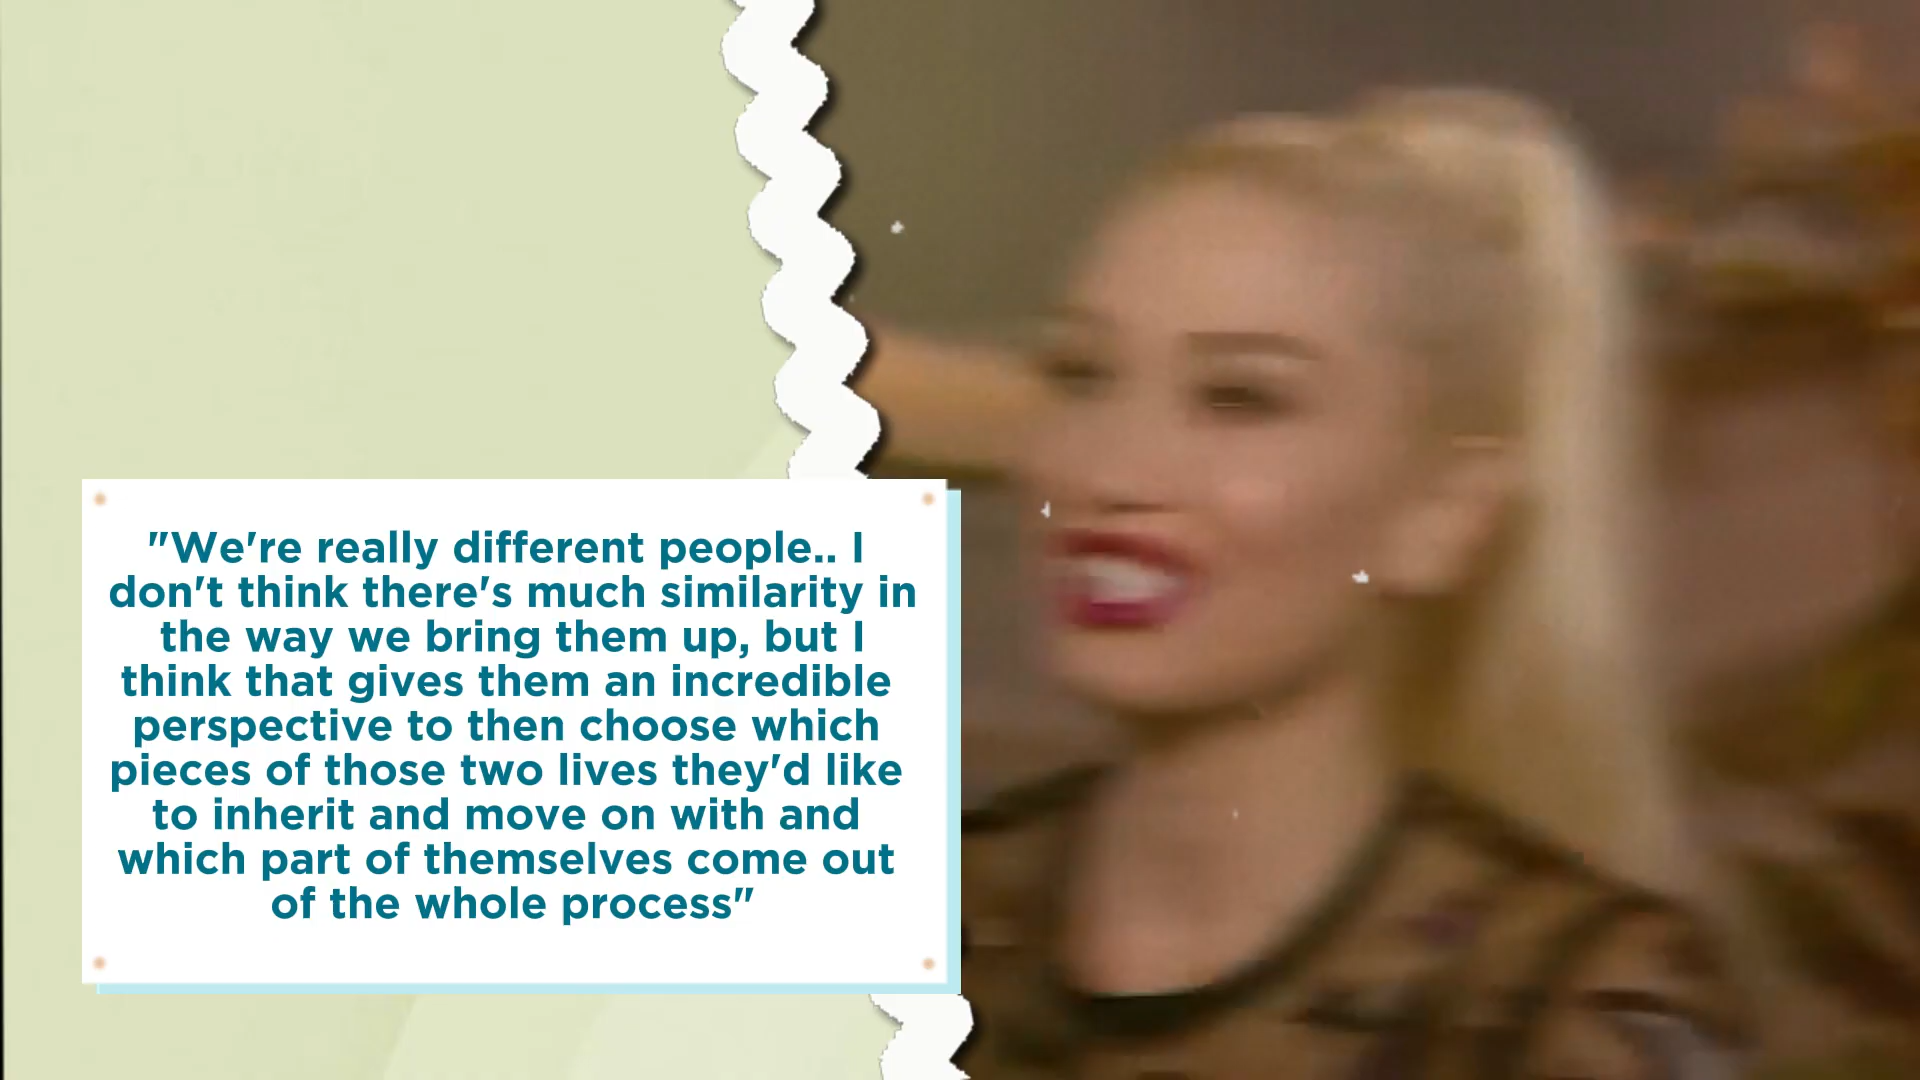 "We're really different people.. I
don't think there's much similarity in
the way we bring them up, but I
think that gives them an incredible
perspective to then choose which
pieces of those two lives they'd like
to inherit and move on with and
which part of themselves come out
of the whole process"